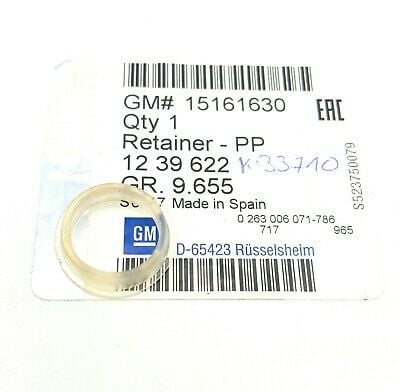 GM# 15161630
EAC
Qty 1
Retainer - PP
12 39 622 K33710
GR. 9.655
Made in Spain
0 263 006 071-786
717 965
GM
D-65423 Rüsselsheim
S523750079